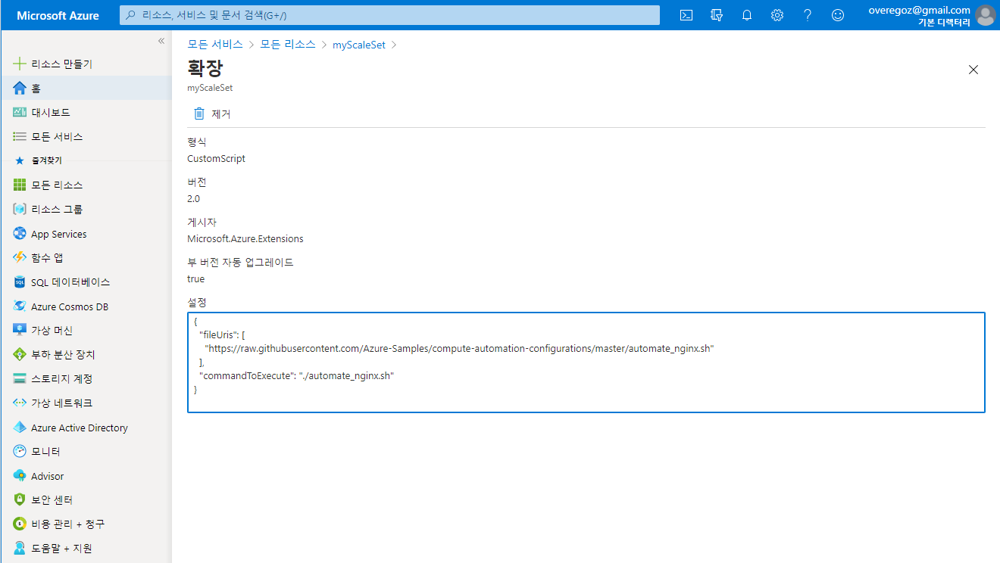 Microsoft Azure
리소스, 서비스 및 문서 검색(G+/)
overegoz@gmail.com
기본 디렉터리
리소스 만들기
홈
대시보드
모든 서비스
즐겨찾기
모든 리소스
리소스 그룹
App Services
함수 앱
SQL 데이터베이스
Azure Cosmos DB
가상 머신
부하 분산 장치
스토리지 계정
가상 네트워크
Azure Active Directory
모니터
Advisor
보안 센터
비용 관리 + 청구
도움말 + 지원
모든 서비스 > 모든 리소스 > myScaleSet >
확장
myScaleSet
제거
형식
CustomScript
버전
2.0
게시자
Microsoft.Azure.Extensions
부 버전 자동 업그레이드
true
설정
{
"fileUris": [
"https://raw.githubusercontent.com/Azure-Samples/compute-automation-configurations/master/automate_nginx.sh"
],
"commandToExecute": "./automate_nginx.sh"
}